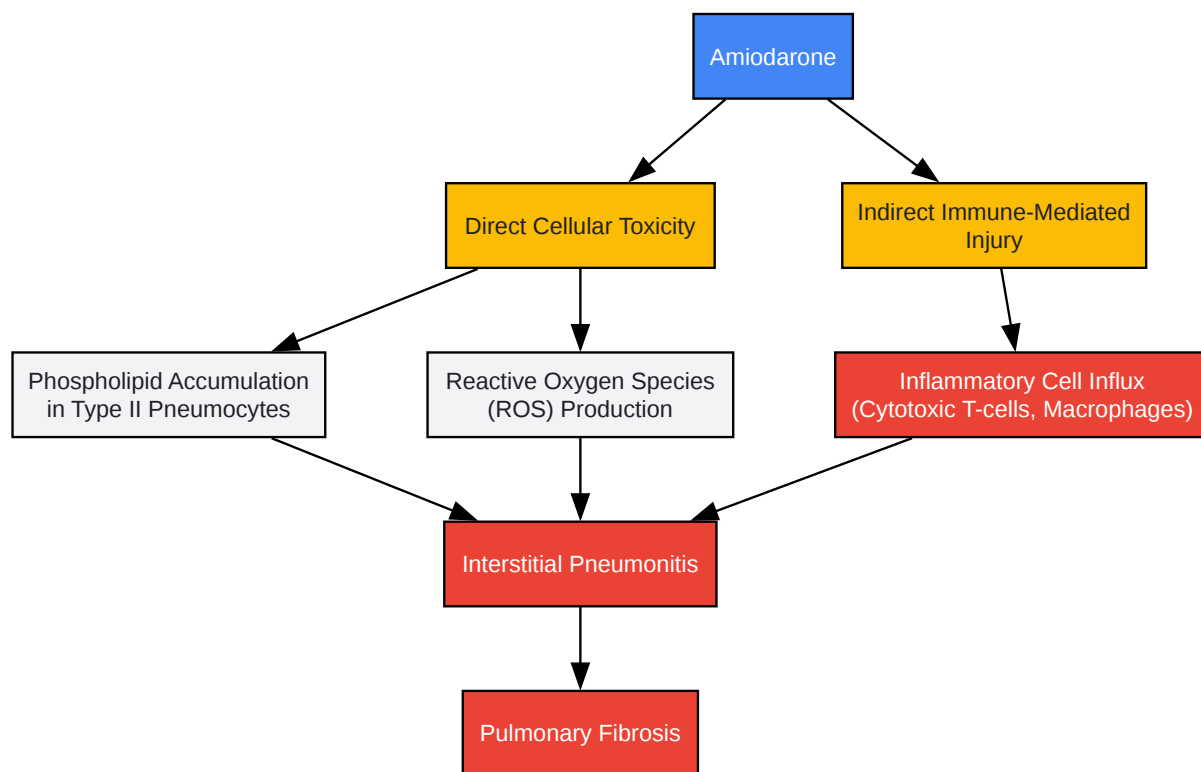 Amiodarone
Direct Cellular Toxicity
Indirect Immune-Mediated
Injury
Phospholipid Accumulation
in Type II Pneumocytes
Reactive Oxygen Species
(ROS) Production
Inflammatory Cell Influx
(Cytotoxic T-cells, Macrophages)
Interstitial Pneumonitis
Pulmonary Fibrosis